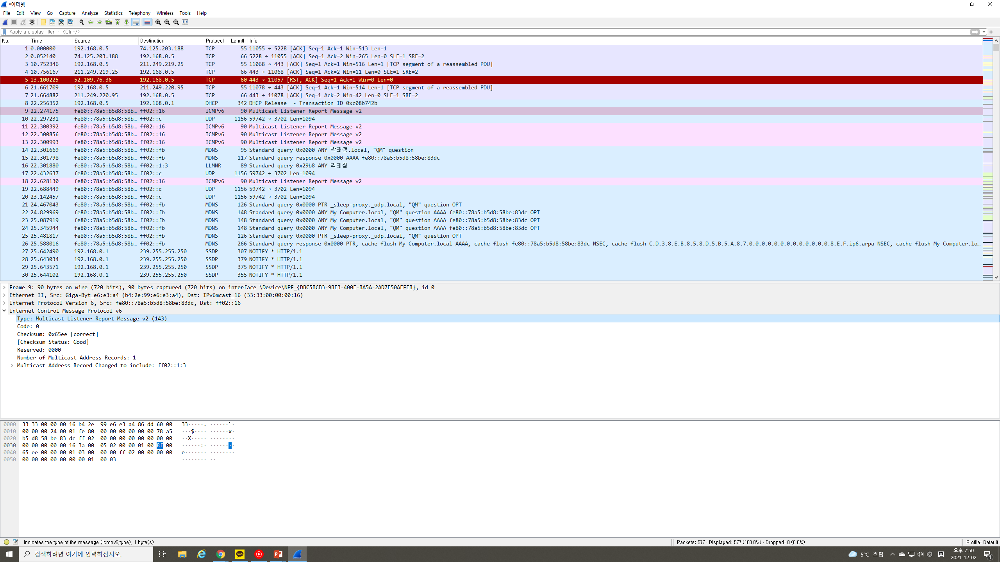 *이더넷
File Edit View Go Capture Analyze Statistics Telephony Wireless Tools Help
Apply a display filter ··· <Ctrl-/>
No. Time Source Destination Protocol Length Info
1 0.000000 192.168.0.5 74.125.203.188 TCP 55 11055 → 5228 [ACK] Seq=1 Ack=1 Win=513 Len=1
2 0.052140 74.125.203.188 192.168.0.5 TCP 66 5228 → 11055 [ACK] Seq=1 Ack=2 Win=265 Len=0 SLE=1 SRE=2
3 10.752346 192.168.0.5 211.249.219.25 TCP 55 11068 → 443 [ACK] Seq=1 Ack=1 Win=516 Len=1 [TCP segment of a reassembled PDU]
4 10.756167 211.249.219.25 192.168.0.5 TCP 66 443 → 11068 [ACK] Seq=1 Ack=2 Win=11 Len=0 SLE=1 SRE=2
5 13.100225 52.109.76.36 192.168.0.5 TCP 60 443 → 11057 [RST, ACK] Seq=1 Ack=1 Win=0 Len=0
6 21.661709 192.168.0.5 211.249.220.95 TCP 55 11078 → 443 [ACK] Seq=1 Ack=1 Win=514 Len=1 [TCP segment of a reassembled PDU]
7 21.664882 211.249.220.95 192.168.0.5 TCP 66 443 → 11078 [ACK] Seq=1 Ack=2 Win=42 Len=0 SLE=1 SRE=2
8 22.256352 192.168.0.5 192.168.0.1 DHCP 342 DHCP Release - Transaction ID 0xc08b742b
9 22.274175 fe80::78a5:b5d8:58b… ff02::16 ICMPv6 90 Multicast Listener Report Message v2
10 22.297231 fe80::78a5:b5d8:58b… ff02::c UDP 1156 59742 → 3702 Len=1094
11 22.300392 fe80::78a5:b5d8:58b… ff02::16 ICMPv6 90 Multicast Listener Report Message v2
12 22.300856 fe80::78a5:b5d8:58b… ff02::16 ICMPv6 90 Multicast Listener Report Message v2
13 22.300993 fe80::78a5:b5d8:58b… ff02::16 ICMPv6 90 Multicast Listener Report Message v2
14 22.301669 fe80::78a5:b5d8:58b… ff02::fb MDNS 95 Standard query 0x0000 ANY 박태정.local, "QM" question
15 22.301798 fe80::78a5:b5d8:58b… ff02::fb MDNS 117 Standard query response 0x0000 AAAA fe80::78a5:b5d8:58be:83dc
16 22.301880 fe80::78a5:b5d8:58b… ff02::1:3 LLMNR 89 Standard query 0x29b8 ANY 박태정
17 22.432637 fe80::78a5:b5d8:58b… ff02::c UDP 1156 59742 → 3702 Len=1094
18 22.628130 fe80::78a5:b5d8:58b… ff02::16 ICMPv6 90 Multicast Listener Report Message v2
19 22.688449 fe80::78a5:b5d8:58b… ff02::c UDP 1156 59742 → 3702 Len=1094
20 23.142457 fe80::78a5:b5d8:58b… ff02::c UDP 1156 59742 → 3702 Len=1094
21 24.467043 fe80::78a5:b5d8:58b… ff02::fb MDNS 126 Standard query 0x0000 PTR _sleep-proxy._udp.local, "QM" question OPT
22 24.829969 fe80::78a5:b5d8:58b… ff02::fb MDNS 148 Standard query 0x0000 ANY My Computer.local, "QM" question AAAA fe80::78a5:b5d8:58be:83dc OPT
23 25.087919 fe80::78a5:b5d8:58b… ff02::fb MDNS 148 Standard query 0x0000 ANY My Computer.local, "QM" question AAAA fe80::78a5:b5d8:58be:83dc OPT
24 25.345944 fe80::78a5:b5d8:58b… ff02::fb MDNS 148 Standard query 0x0000 ANY My Computer.local, "QM" question AAAA fe80::78a5:b5d8:58be:83dc OPT
25 25.481817 fe80::78a5:b5d8:58b… ff02::fb MDNS 126 Standard query 0x0000 PTR _sleep-proxy._udp.local, "QM" question OPT
26 25.588016 fe80::78a5:b5d8:58b… ff02::fb MDNS 266 Standard query response 0x0000 PTR, cache flush My Computer.local AAAA, cache flush fe80::78a5:b5d8:58be:83dc NSEC, cache flush C.D.3.8.E.B.8.5.8.D.5.B.5.A.8.7.0.0.0.0.0.0.0.0.0.0.0.0.0.8.E.F.ip6.arpa NSEC, cache flush My Computer.lo…
27 25.642490 192.168.0.1 239.255.255.250 SSDP 307 NOTIFY * HTTP/1.1
28 25.643034 192.168.0.1 239.255.255.250 SSDP 379 NOTIFY * HTTP/1.1
29 25.643571 192.168.0.1 239.255.255.250 SSDP 375 NOTIFY * HTTP/1.1
30 25.644102 192.168.0.1 239.255.255.250 SSDP 355 NOTIFY * HTTP/1.1
Frame 9: 90 bytes on wire (720 bits), 90 bytes captured (720 bits) on interface \Device\NPF_{DBC5BCB3-9BE3-400E-BA5A-2AD7E50AEFEB}, id 0
Ethernet II, Src: Giga-Byt_e6:e3:a4 (b4:2e:99:e6:e3:a4), Dst: IPv6mcast_16 (33:33:00:00:00:16)
Internet Protocol Version 6, Src: fe80::78a5:b5d8:58be:83dc, Dst: ff02::16
Internet Control Message Protocol v6
Type: Multicast Listener Report Message v2 (143)
Code: 0
Checksum: 0x65ee [correct]
[Checksum Status: Good]
Reserved: 0000
Number of Multicast Address Records: 1
Multicast Address Record Changed to include: ff02::1:3
0000 33 33 00 00 00 16 b4 2e 99 e6 e3 a4 86 dd 60 00 33·····. ······`·
0010 00 00 00 24 00 01 fe 80 00 00 00 00 00 00 78 a5 ···$···· ······x·
0020 b5 d8 58 be 83 dc ff 02 00 00 00 00 00 00 00 00 ··X····· ········
0030 00 00 00 00 00 16 3a 00 05 02 00 00 01 00 8f 00 ······:· ········
0040 65 ee 00 00 00 01 03 00 00 00 ff 02 00 00 00 00 e······· ········
0050 00 00 00 00 00 00 00 01 00 03 ········ ··
Indicates the type of the message (icmpv6.type), 1 byte(s)
Packets: 577 · Displayed: 577 (100.0%) · Dropped: 0 (0.0%)
Profile: Default
검색하려면 여기에 입력하십시오.
TALK
5°C 흐림
한
오후 7:50
2021-12-02
1